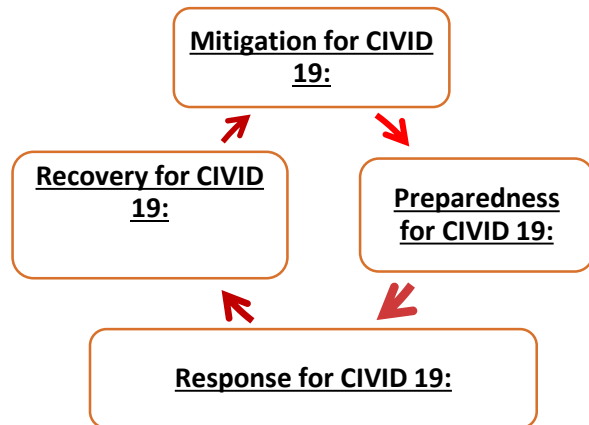 Mitigation for CIVID
19:
Recovery for CIVID
19:
Preparedness
for CIVID 19:
Response for CIVID 19: